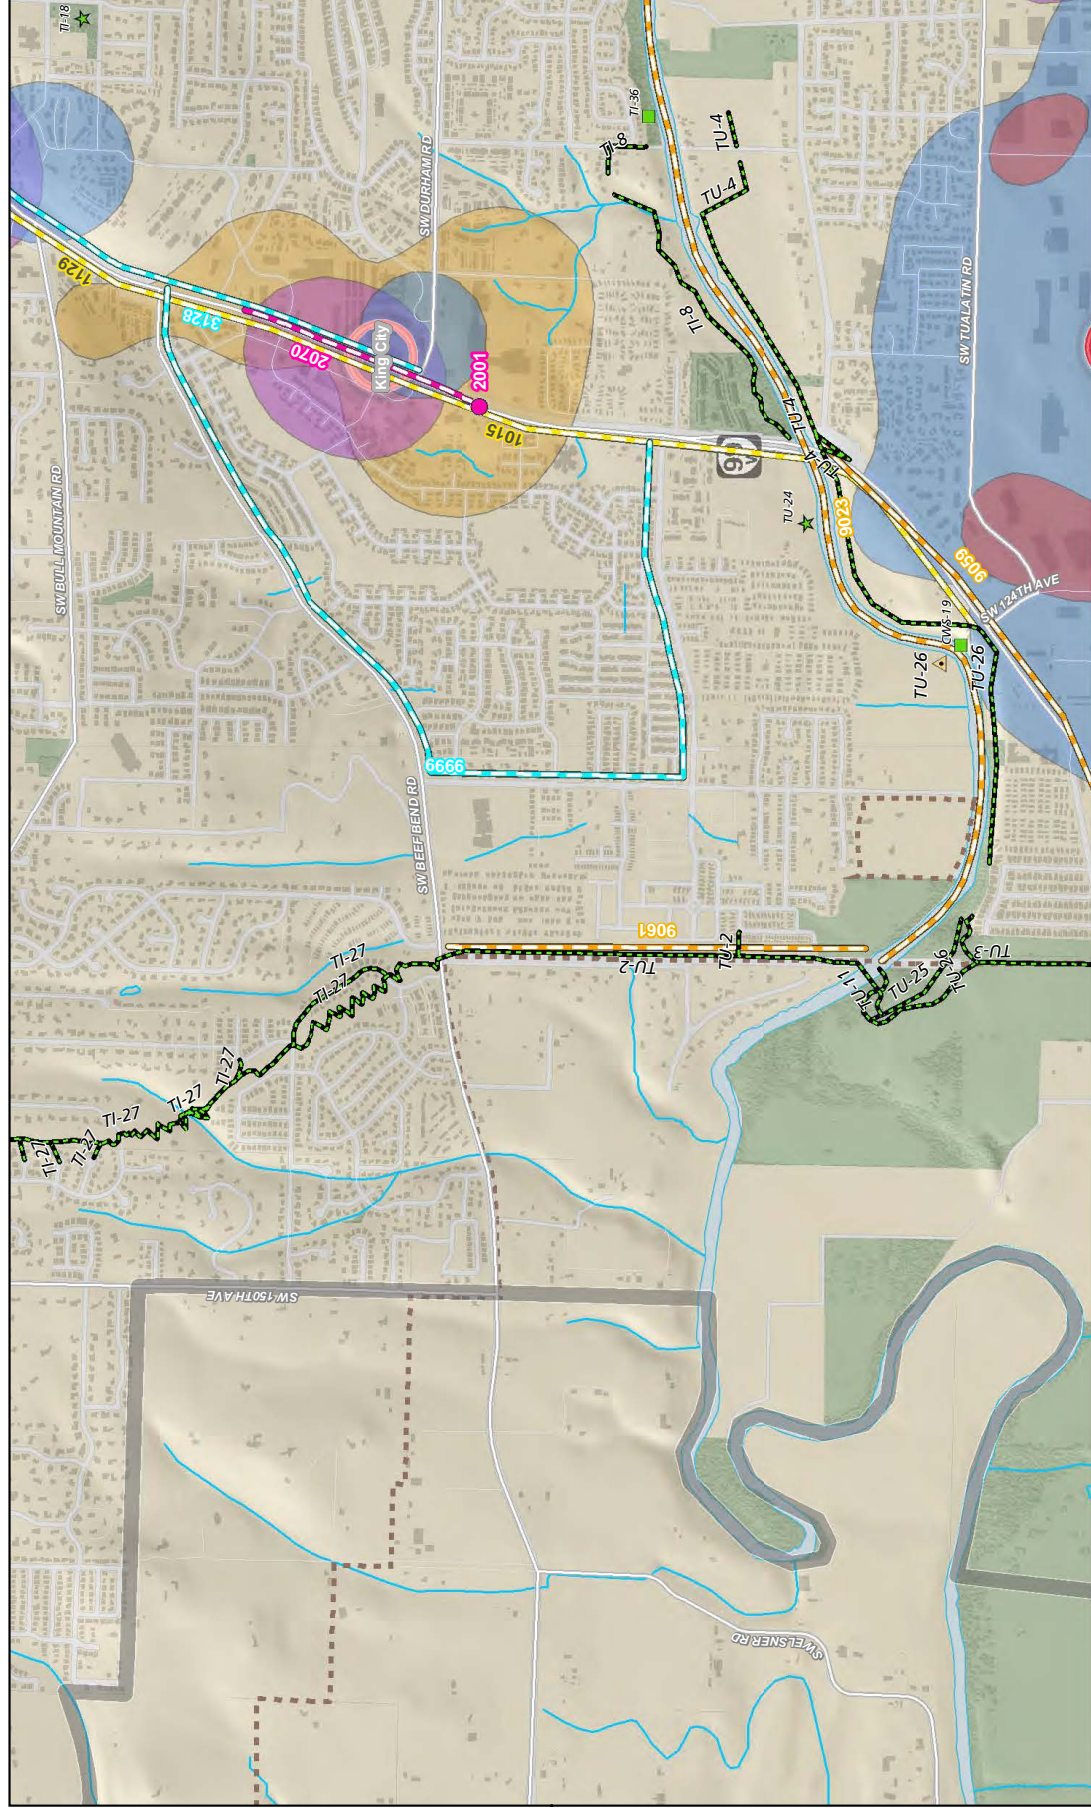 TI-18
1129
SW BULL MOUNTAIN RD
3128
2070
King City
SW DURHAM RD
2001
1015
TI-36
TI-8
TU-4
TU-4
TI-8
TU-4
TU-4
99
TU-24
9023
9059
SW TUALATIN RD
SW 124TH AVE
CWS-19
TU-26
TU-26
9999
SW BEEF BEND RD
9061
TU-2
TU-2
TU-11
TU-25
TU-26
TU-3
TI-27
TI-27
TI-27
TI-27
TI-27
TI-27
TI-27
SW 150TH AVE
SW ELSNER RD